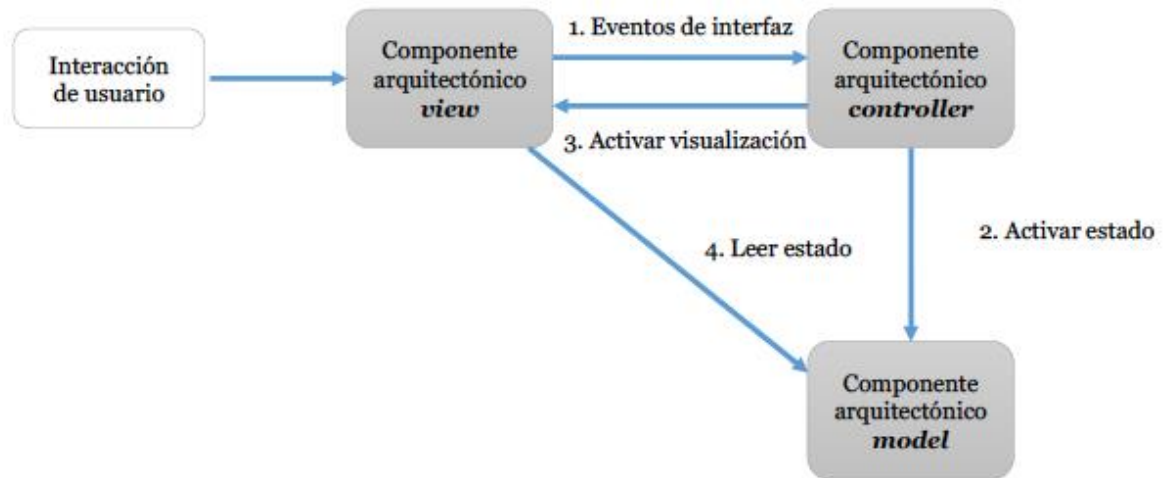 Interacción
de usuario
Componente
arquitectónico
view
1. Eventos de interfaz
3. Activar visualización
Componente
arquitectónico
controller
2. Activar estado
4. Leer estado
Componente
arquitectónico
model